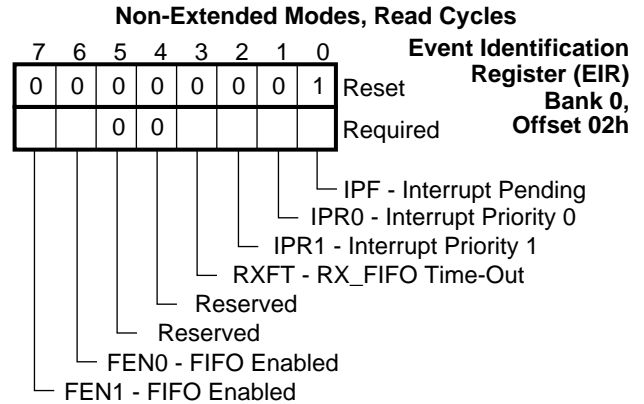 Non-Extended Modes, Read Cycles
7 6 5 4 3 2 1 0
Event Identification
Register (EIR)
Bank 0,
Offset 02h
0 0 0 0 0 0 0 1 Reset
0 0 Required
IPF - Interrupt Pending
IPR0 - Interrupt Priority 0
IPR1 - Interrupt Priority 1
RXFT - RX_FIFO Time-Out
Reserved
Reserved
FEN0 - FIFO Enabled
FEN1 - FIFO Enabled